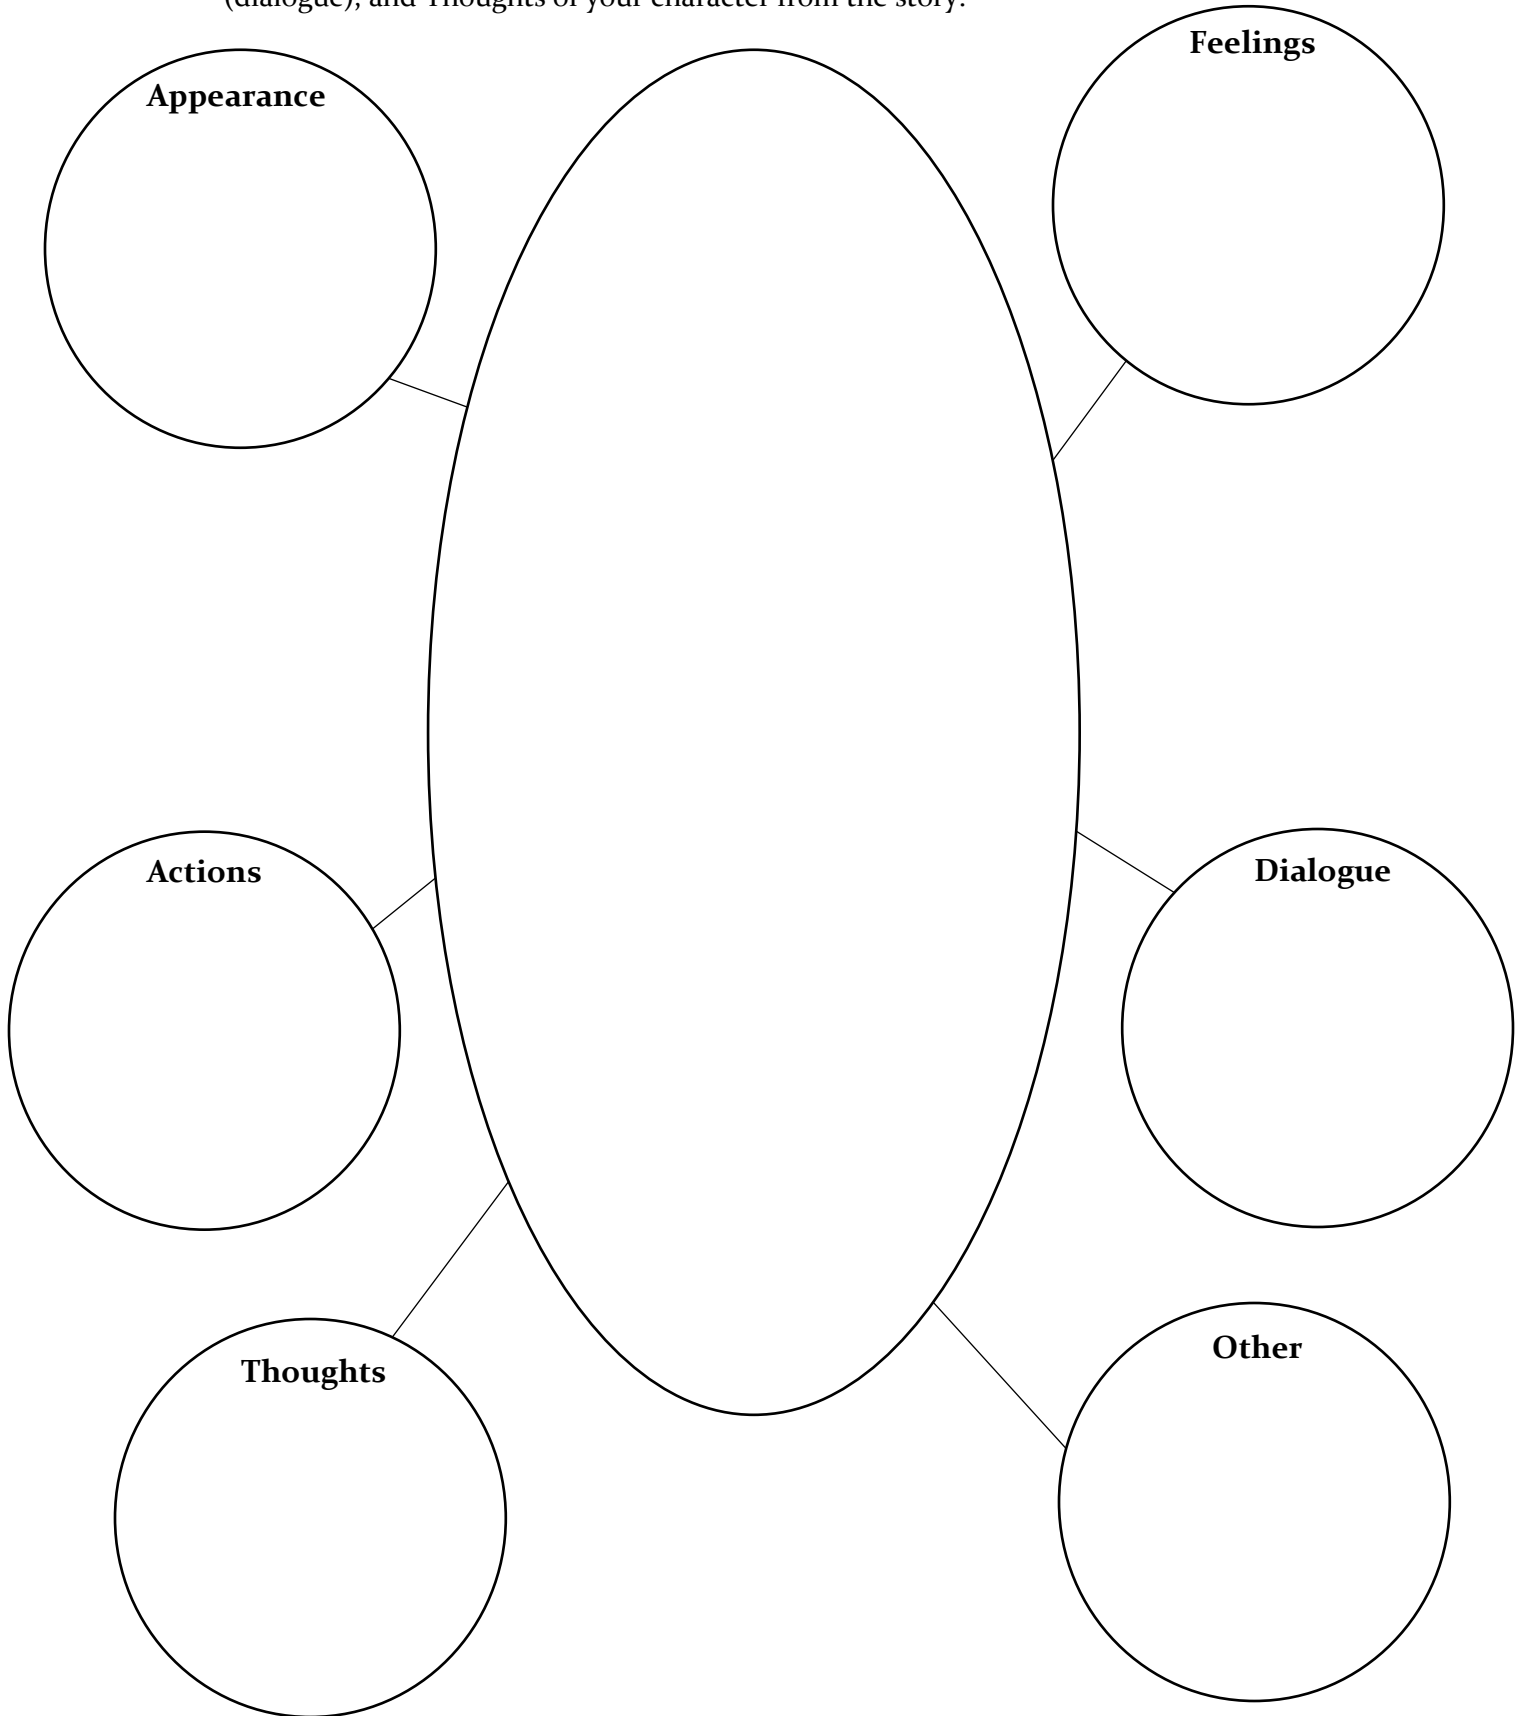 (dialogue), and Thoughts of your character from the story.
Feelings
Appearance
Actions
Dialogue
Thoughts
Other